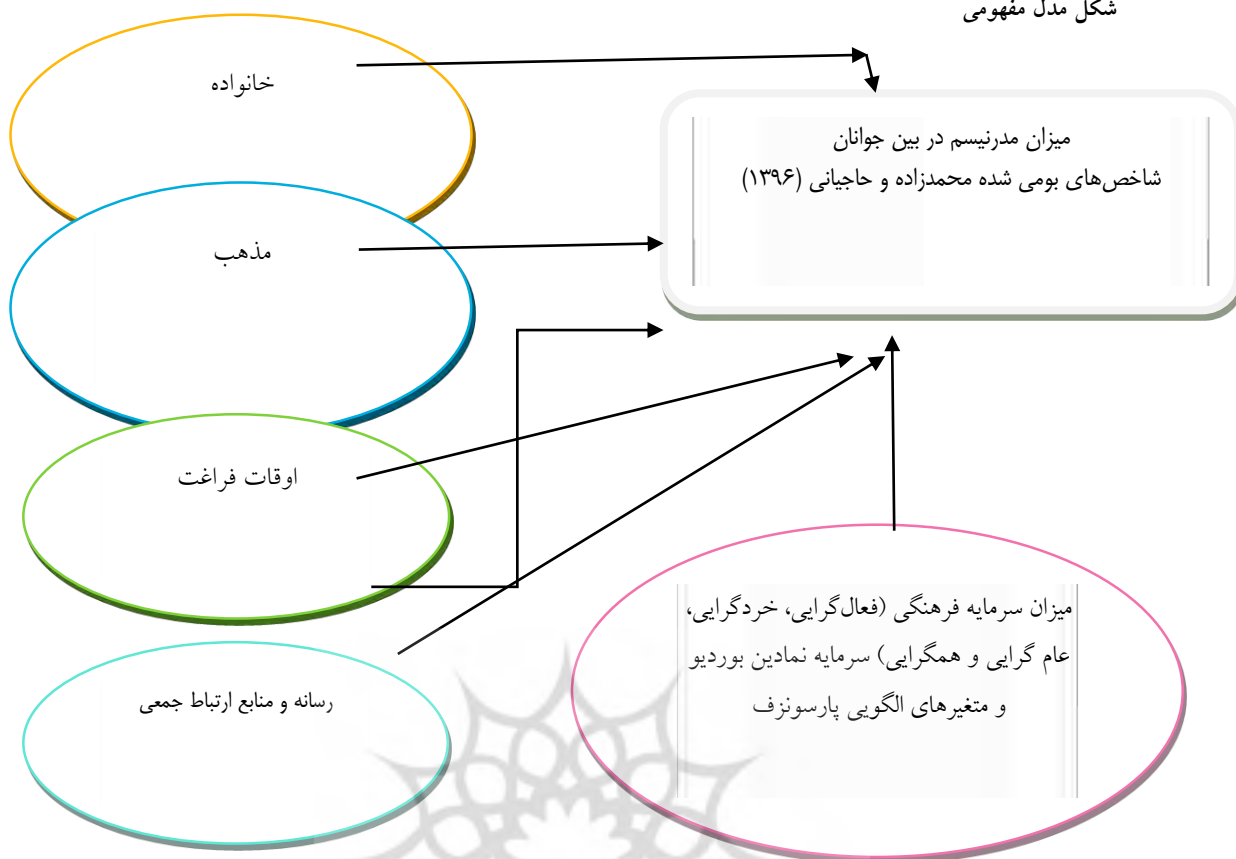 شکل مدل مفهومی
خانواده
میزان مدرنیسم در بین جوانان
شاخص‌های بومی شده محمدزاده و حاجیانی (۱۳۹۶)
مذهب
اوقات فراغت
رسانه و منابع ارتباط جمعی
میزان سرمایه فرهنگی (فعال‌گرایی، خردگرایی،
عام گرایی و همگرایی) سرمایه نمادین بوردیو
و متغیرهای الگویی پارسونزف